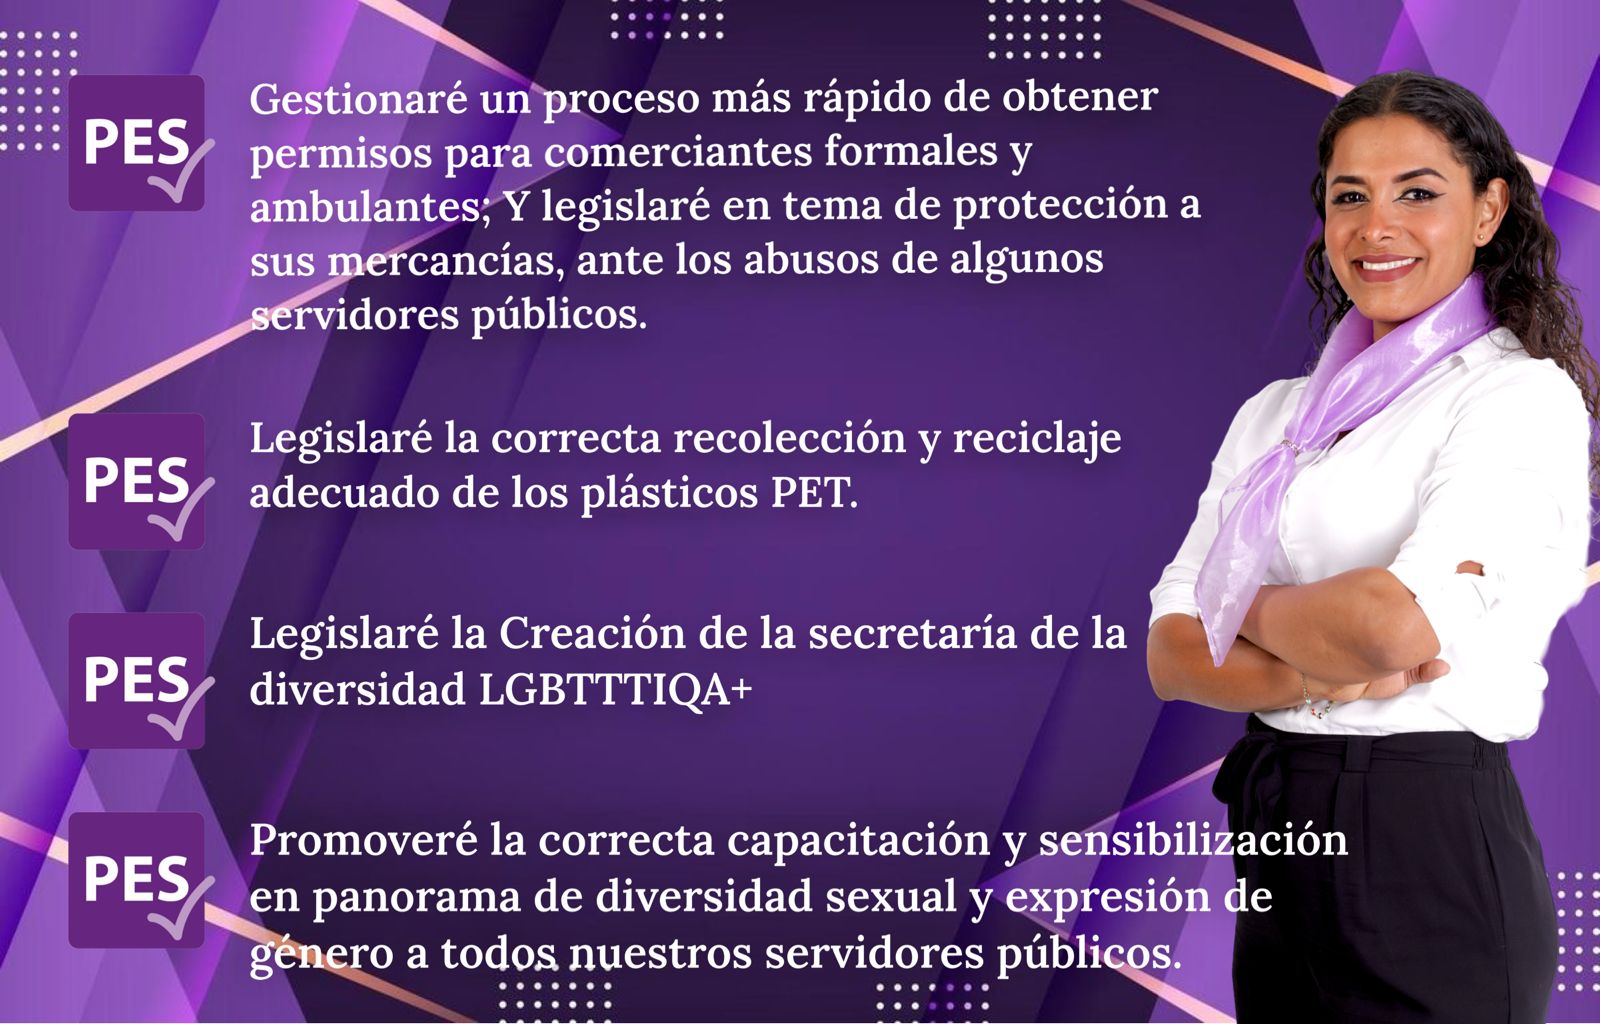 PES
Gestionaré un proceso más rápido de obtener
permisos para comerciantes formales y
ambulantes; Y legislaré en tema de protección a
sus mercancías, ante los abusos de algunos
servidores públicos.
PES
Legislaré la correcta recolección y reciclaje
adecuado de los plásticos PET.
PES
Legislaré la Creación de la secretaría de la
diversidad LGBTTTIQA+
PES
Promoveré la correcta capacitación y sensibilización
en panorama de diversidad sexual y expresión de
género a todos nuestros servidores públicos.